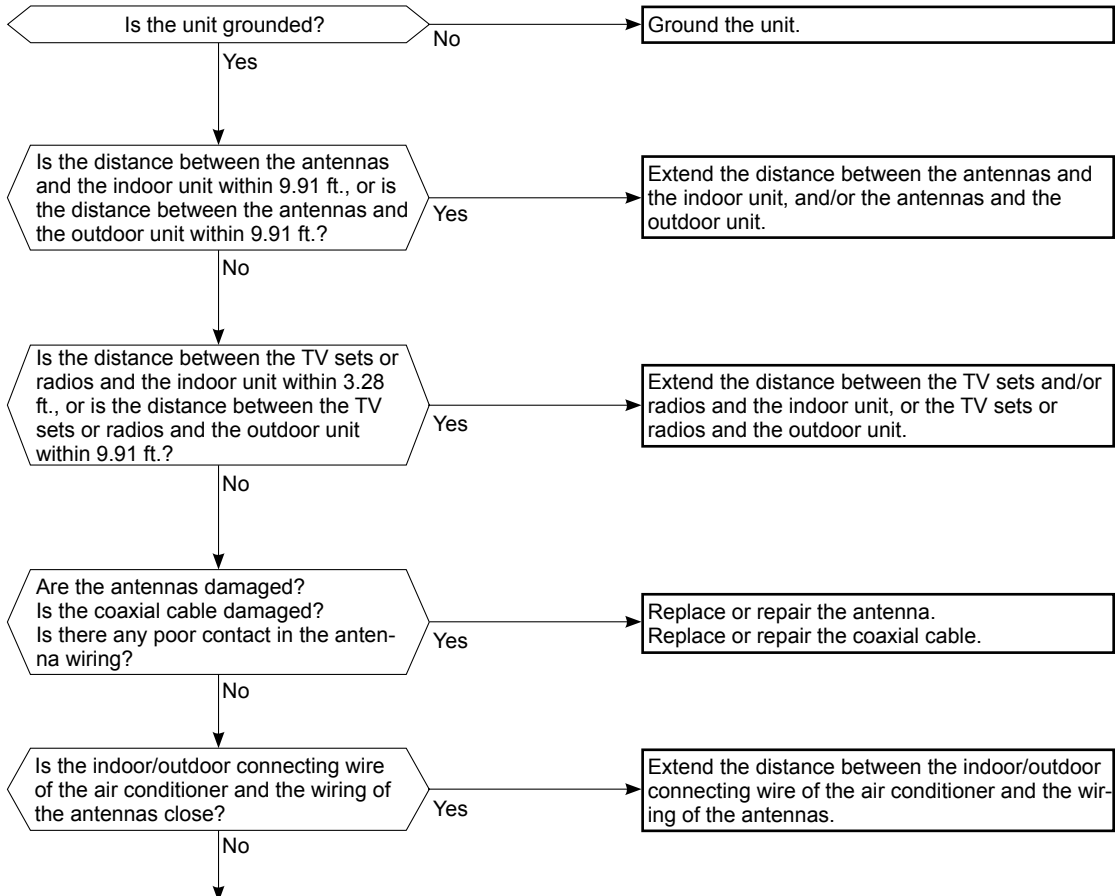 Is the unit grounded?
No
Ground the unit.
Yes
Is the distance between the antennas
and the indoor unit within 9.91 ft., or is
the distance between the antennas and
the outdoor unit within 9.91 ft.?
Yes
Extend the distance between the antennas and
the indoor unit, and/or the antennas and the
outdoor unit.
No
Is the distance between the TV sets or
radios and the indoor unit within 3.28
ft., or is the distance between the TV
sets or radios and the outdoor unit
within 9.91 ft.?
Yes
Extend the distance between the TV sets and/or
radios and the indoor unit, or the TV sets or
radios and the outdoor unit.
No
Are the antennas damaged?
Is the coaxial cable damaged?
Is there any poor contact in the anten-
na wiring?
Yes
Replace or repair the antenna.
Replace or repair the coaxial cable.
No
Is the indoor/outdoor connecting wire
of the air conditioner and the wiring of
the antennas close?
Yes
Extend the distance between the indoor/outdoor
connecting wire of the air conditioner and the wir-
ing of the antennas.
No